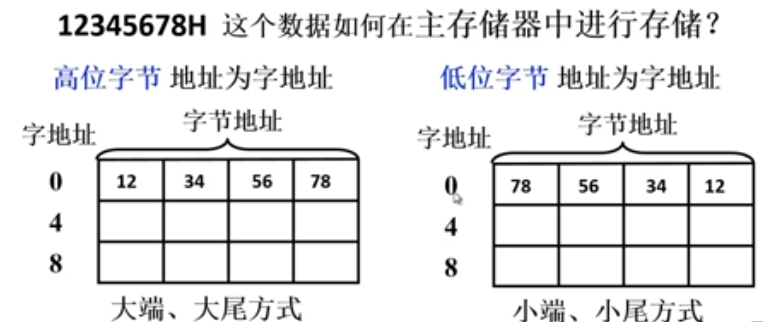 12345678H 这个数据如何在主存储器中进行存储？
高位字节 地址为字地址
字地址
字节地址
0 12 34 56 78
4
8
大端、大尾方式
低位字节 地址为字地址
字地址
字节地址
0 78 56 34 12
4
8
小端、小尾方式